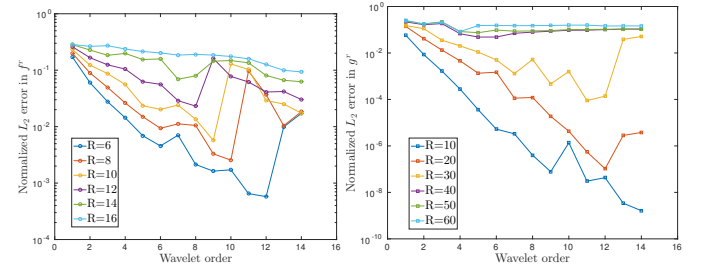 Normalized L₂ error in fʳ
10⁰
10⁻¹
10⁻²
10⁻³
10⁻⁴
0 2 4 6 8 10 12 14 16
Wavelet order
R=6
R=8
R=10
R=12
R=14
R=16
Normalized L₂ error in gʳ
10⁰
10⁻²
10⁻⁴
10⁻⁶
10⁻⁸
10⁻¹⁰
0 2 4 6 8 10 12 14 16
Wavelet order
R=10
R=20
R=30
R=40
R=50
R=60